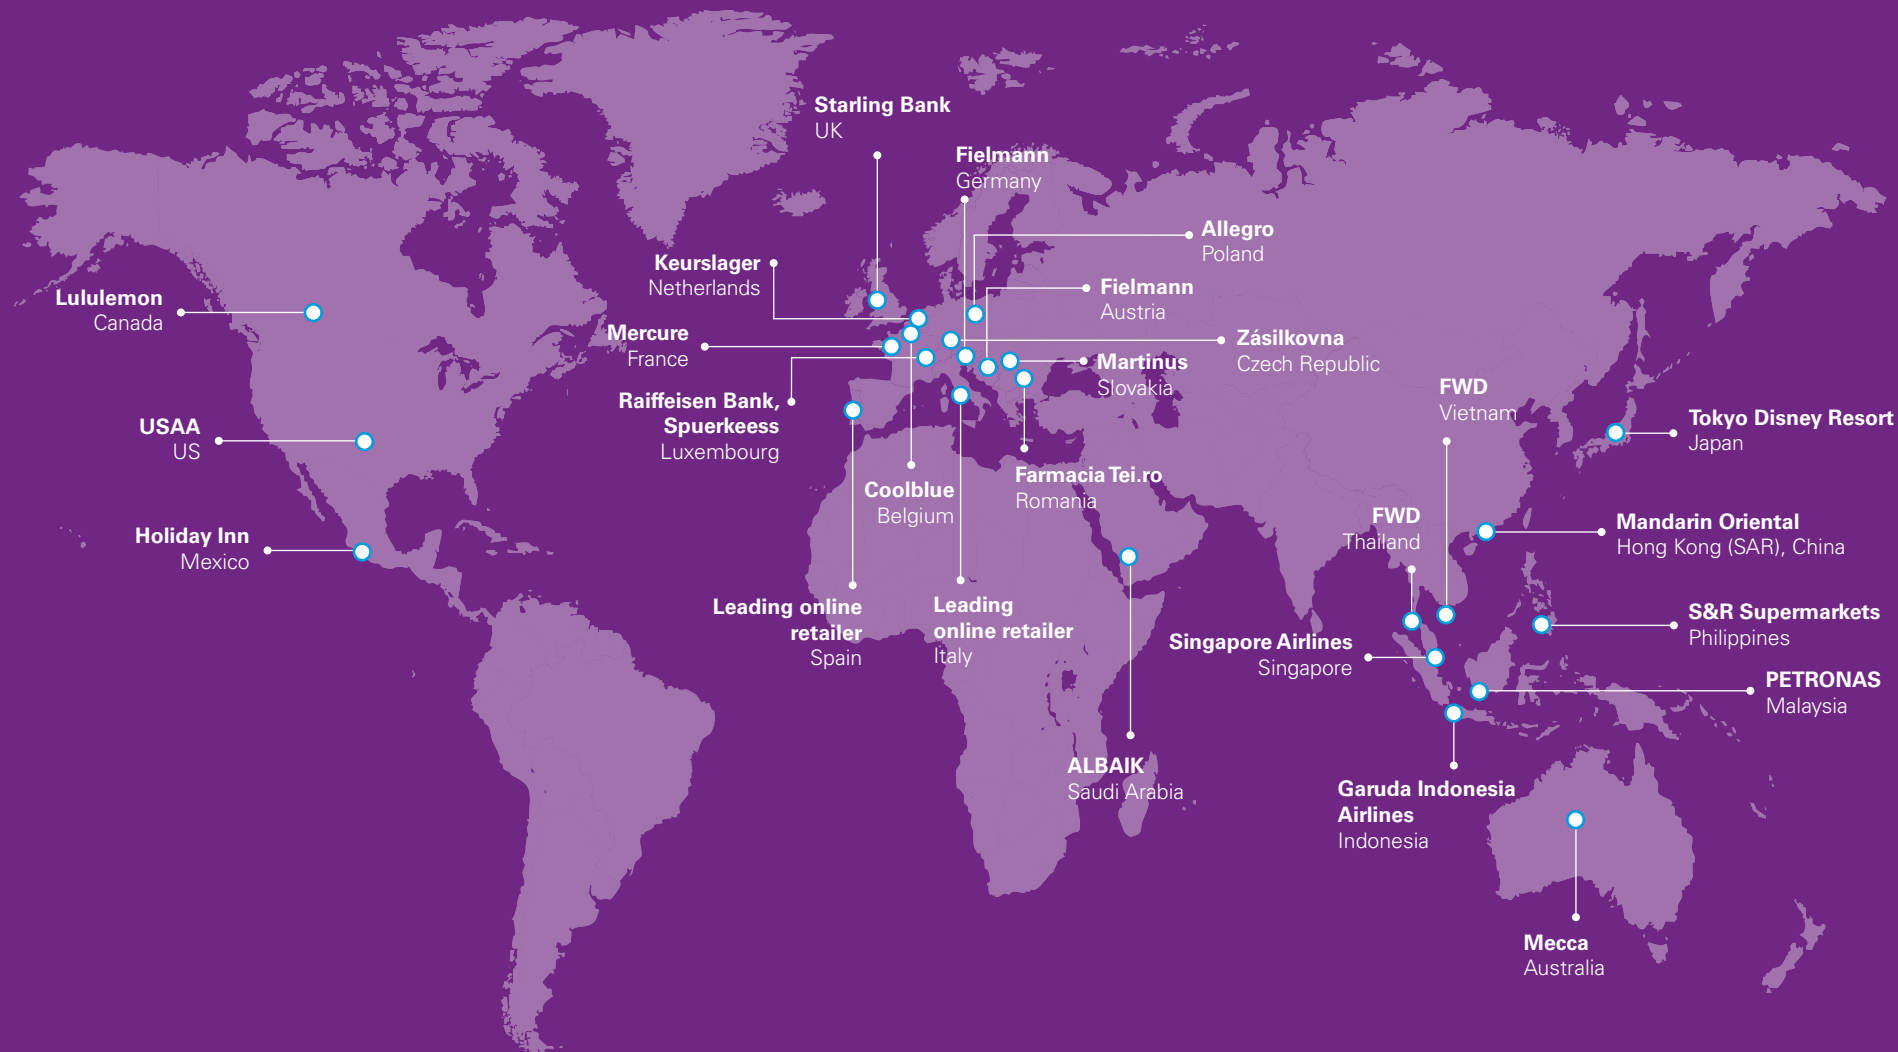 Starling Bank
UK
Fielmann
Germany
Allegro
Poland
Keurslager
Netherlands
Fielmann
Austria
Lululemon
Canada
Mercure
France
Zásilkovna
Czech Republic
Martinus
Slovakia
FWD
Vietnam
Raiffeisen Bank,
Spuerkeess
Luxembourg
Tokyo Disney Resort
Japan
USAA
US
Farmacia Tei.ro
Romania
Coolblue
Belgium
FWD
Thailand
Mandarin Oriental
Hong Kong (SAR), China
Holiday Inn
Mexico
Leading online
retailer
Spain
Leading
online retailer
Italy
S&R Supermarkets
Philippines
Singapore Airlines
Singapore
PETRONAS
Malaysia
ALBAIK
Saudi Arabia
Garuda Indonesia
Airlines
Indonesia
Mecca
Australia